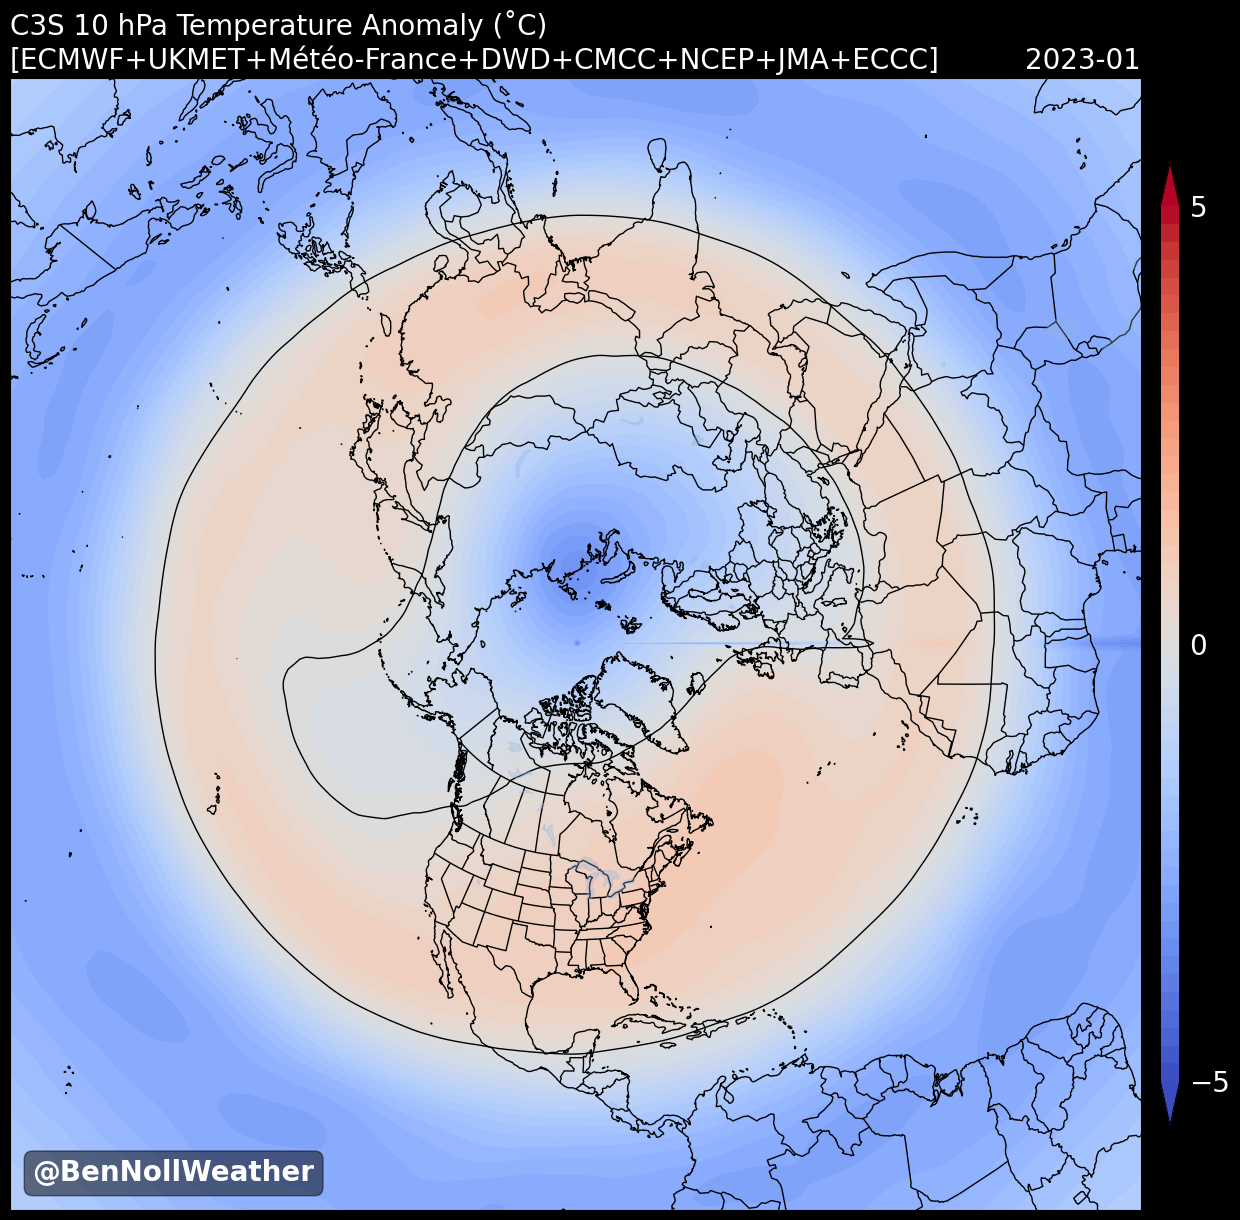 C3S 10 hPa Temperature Anomaly (˚C)
[ECMWF+UKMET+Météo-France+DWD+CMCC+NCEP+JMA+ECCC] 2023-01
5
0
−5
@BenNollWeather